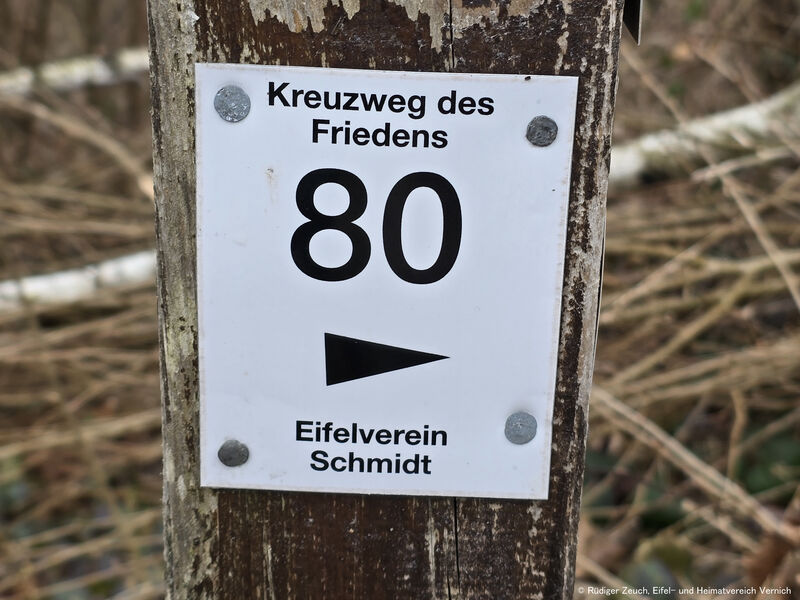 Kreuzweg des
Friedens
80
Eifelverein
Schmidt
© Rüdiger Zeuch, Eifel- und Heimatverein Vernich